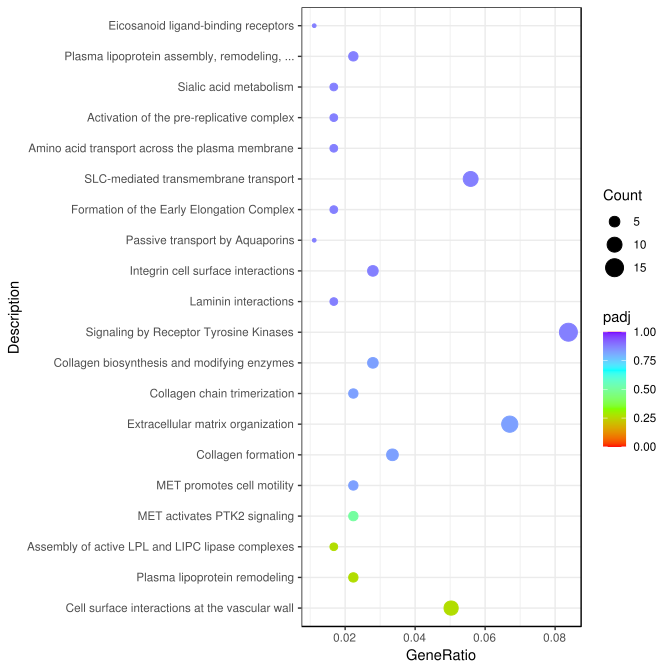 Eicosanoid ligand-binding receptors
Plasma lipoprotein assembly, remodeling, ...
Sialic acid metabolism
Activation of the pre-replicative complex
Amino acid transport across the plasma membrane
SLC-mediated transmembrane transport
Formation of the Early Elongation Complex
Passive transport by Aquaporins
Integrin cell surface interactions
Laminin interactions
Signaling by Receptor Tyrosine Kinases
Collagen biosynthesis and modifying enzymes
Collagen chain trimerization
Extracellular matrix organization
Collagen formation
MET promotes cell motility
MET activates PTK2 signaling
Assembly of active LPL and LIPC lipase complexes
Plasma lipoprotein remodeling
Cell surface interactions at the vascular wall
Description
0.02 0.04 0.06 0.08
GeneRatio
Count
5
10
15
padj
1.00
0.75
0.50
0.25
0.00